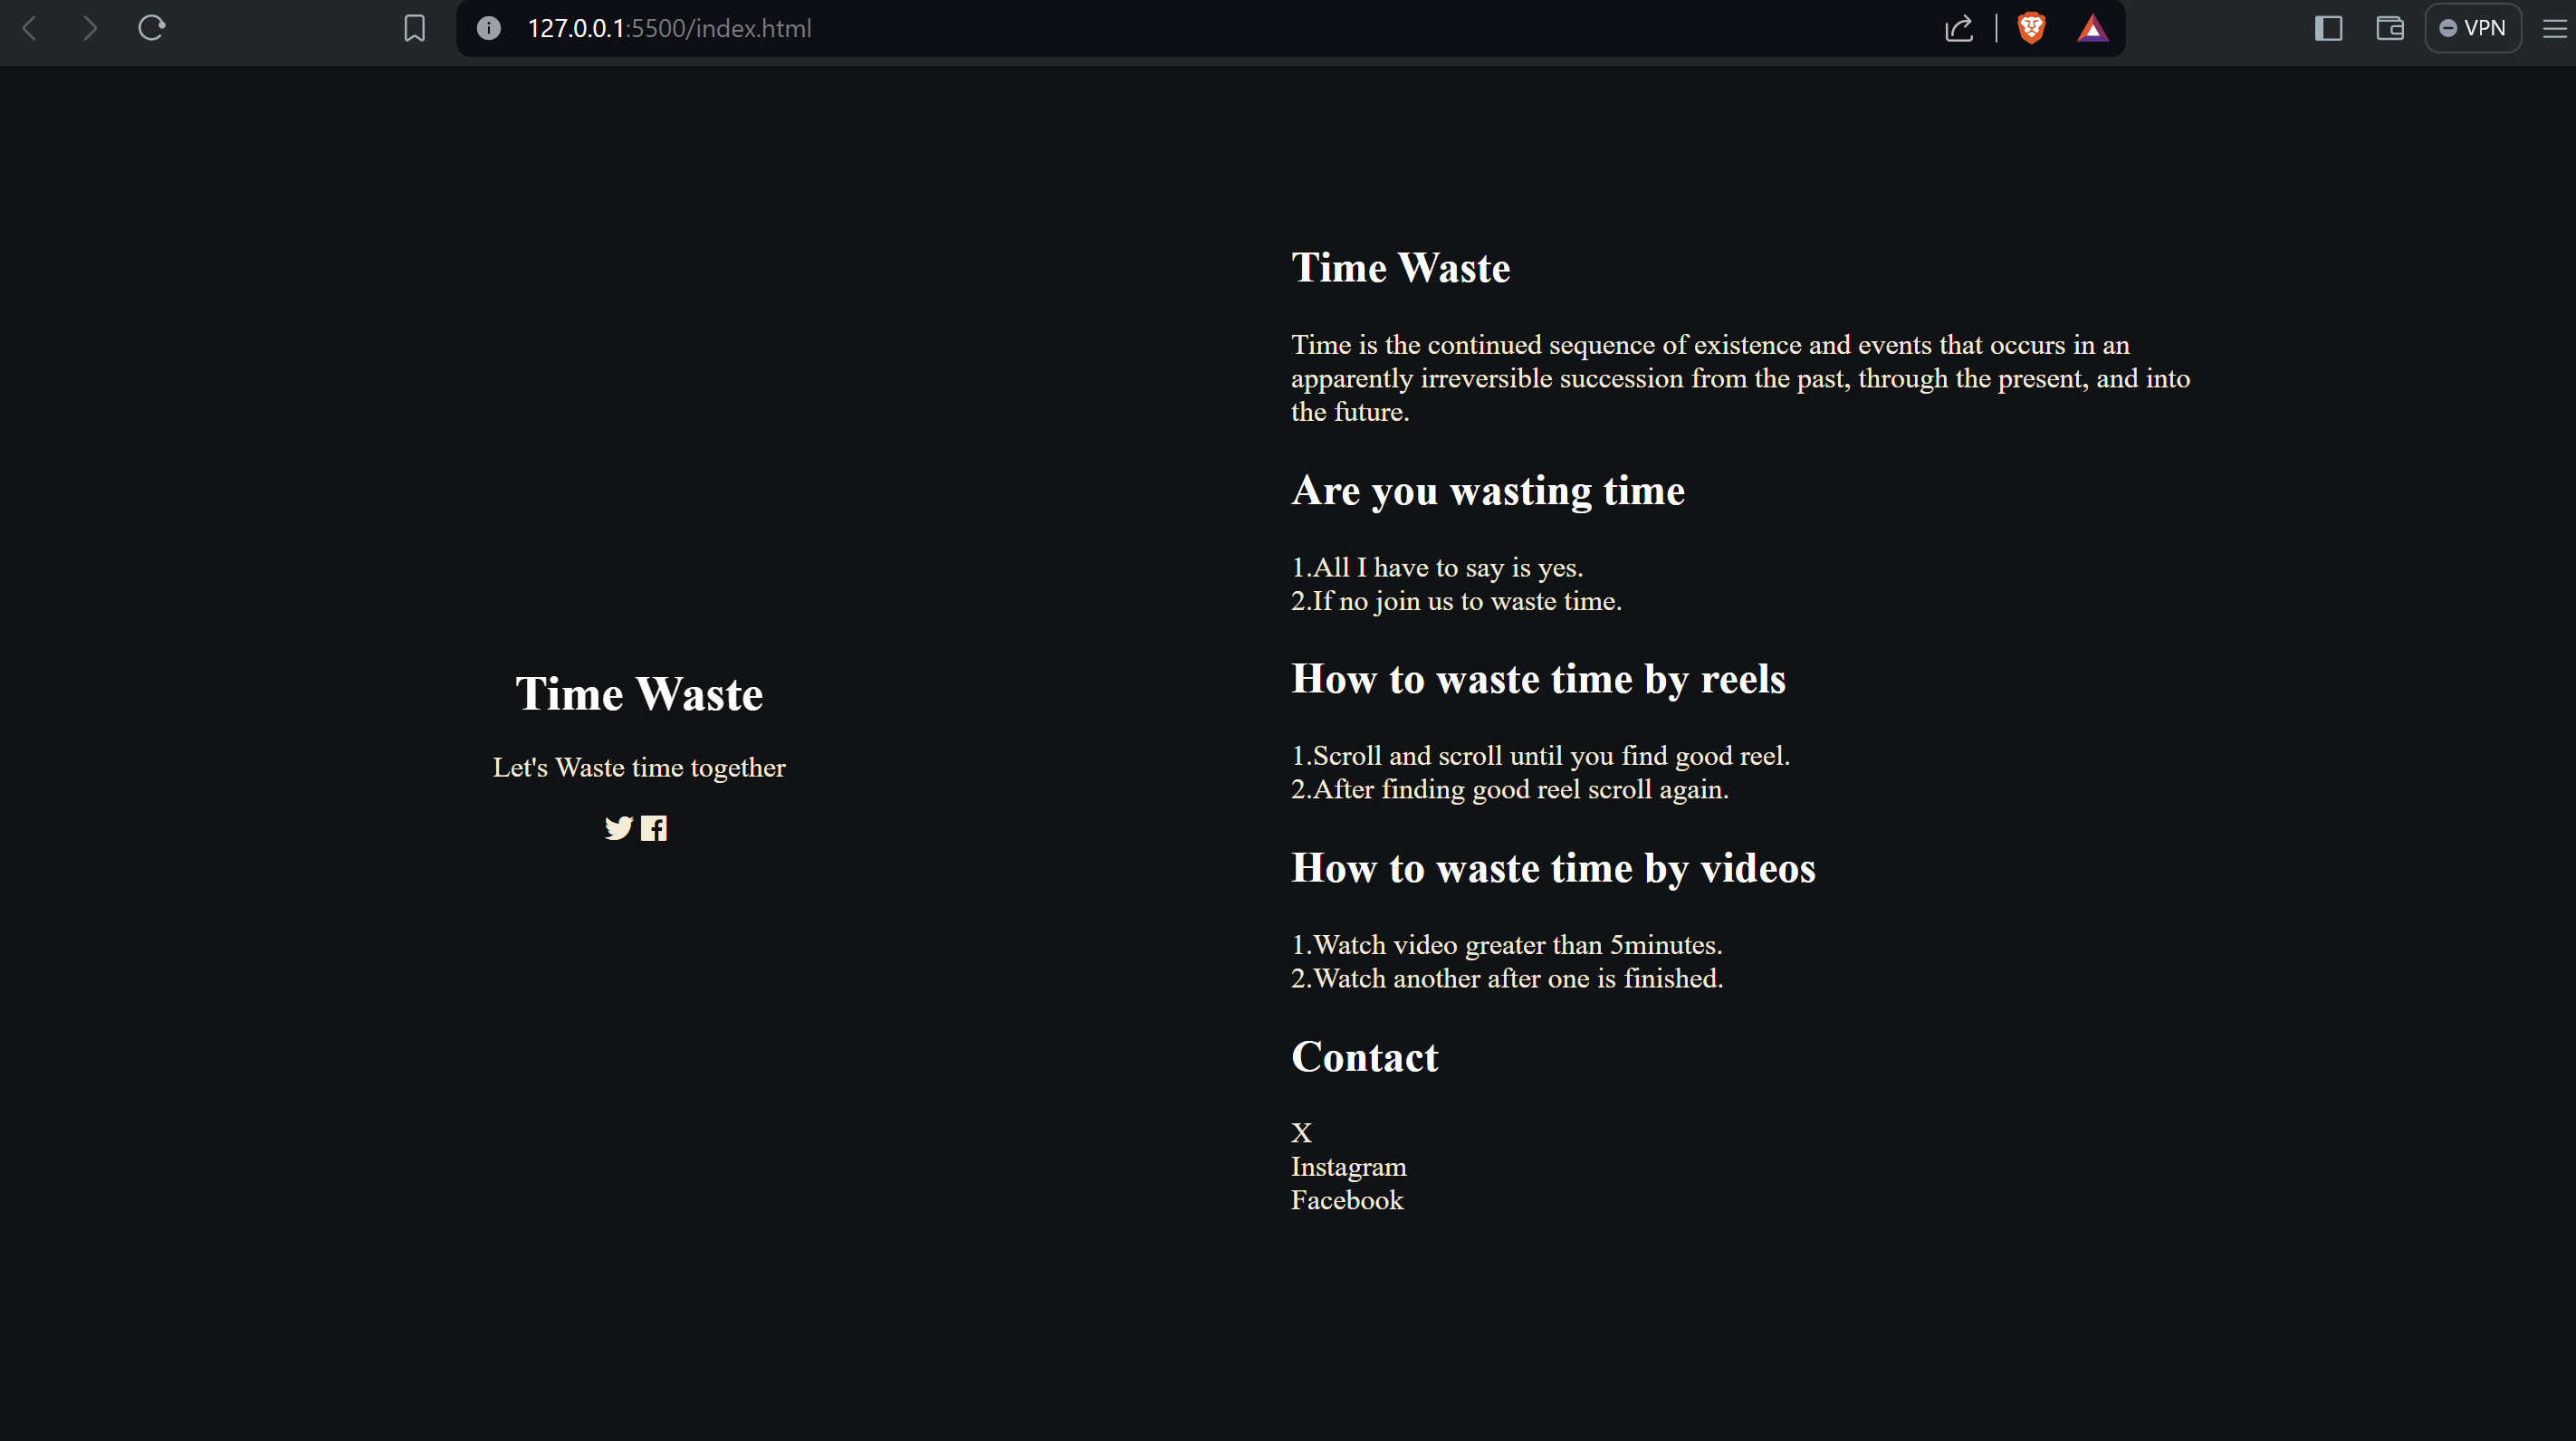 127.0.0.1:5500/index.html
VPN
Time Waste
Let's Waste time together
Time Waste
Time is the continued sequence of existence and events that occurs in an
apparently irreversible succession from the past, through the present, and into
the future.
Are you wasting time
1.All I have to say is yes.
2.If no join us to waste time.
How to waste time by reels
1.Scroll and scroll until you find good reel.
2.After finding good reel scroll again.
How to waste time by videos
1.Watch video greater than 5minutes.
2.Watch another after one is finished.
Contact
X
Instagram
Facebook